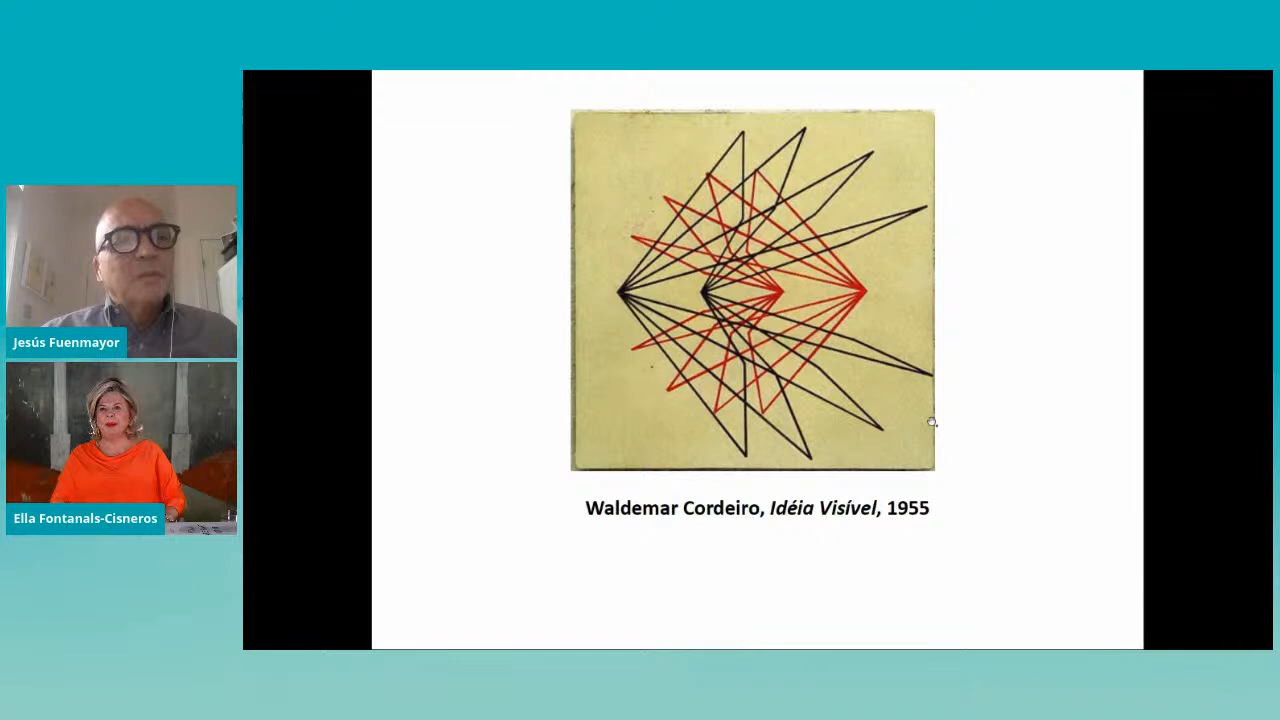 Jesús Fuenmayor
Ella Fontanals-Cisneros
Waldemar Cordeiro, Idéia Visível, 1955